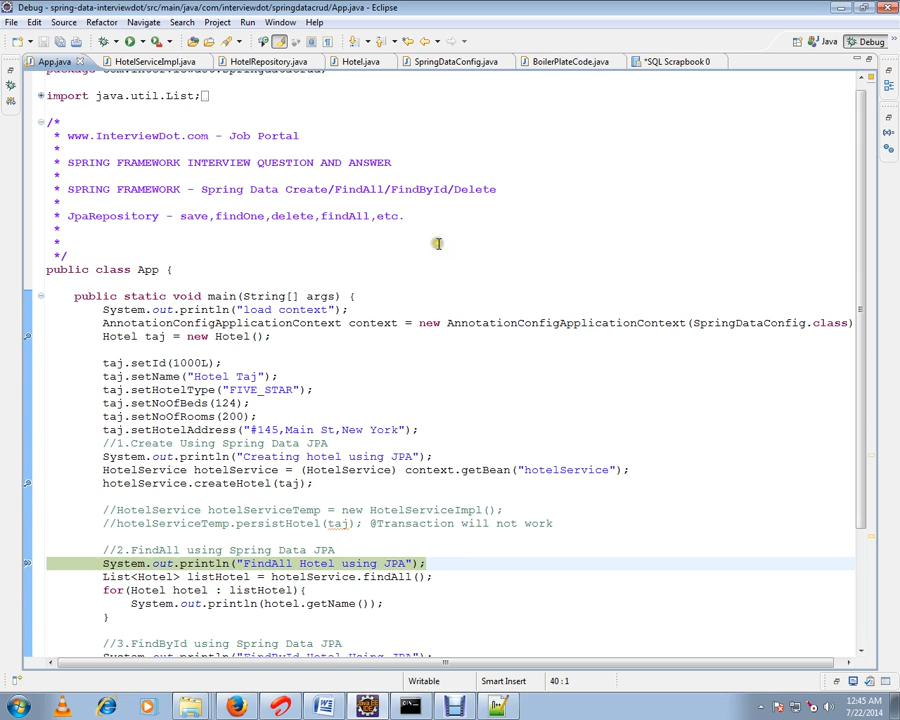 Debug - spring-data-interviewdot/src/main/java/com/interviewdot/springdatacrud/App.java - Eclipse
File Edit Source Refactor Navigate Search Project Run Window Help
Java Debug
App.java HotelServiceImpl.java HotelRepository.java Hotel.java SpringDataConfig.java BoilerPlateCode.java *SQL Scrapbook 0
import java.util.List;
/*
* www.InterviewDot.com - Job Portal
*
* SPRING FRAMEWORK INTERVIEW QUESTION AND ANSWER
*
* SPRING FRAMEWORK - Spring Data Create/FindAll/FindById/Delete
*
* JpaRepository - save,findOne,delete,findAll,etc.
*
*
*/
public class App {
public static void main(String[] args) {
System.out.println("load context");
AnnotationConfigApplicationContext context = new AnnotationConfigApplicationContext(SpringDataConfig.class)
Hotel taj = new Hotel();
taj.setId(1000L);
taj.setName("Hotel Taj");
taj.setHotelType("FIVE_STAR");
taj.setNoOfBeds(124);
taj.setNoOfRooms(200);
taj.setHotelAddress("#145,Main St,New York");
//1.Create Using Spring Data JPA
System.out.println("Creating hotel using JPA");
HotelService hotelService = (HotelService) context.getBean("hotelService");
hotelService.createHotel(taj);
//HotelService hotelServiceTemp = new HotelServiceImpl();
//hotelServiceTemp.persistHotel(taj); @Transaction will not work
//2.FindAll using Spring Data JPA
System.out.println("FindAll Hotel using JPA");
List<Hotel> listHotel = hotelService.findAll();
for(Hotel hotel : listHotel){
System.out.println(hotel.getName());
}
//3.FindById using Spring Data JPA
System.out.println("FindById Hotel Using JPA");
Writable Smart Insert 40 : 1
12:45 AM
7/22/2014